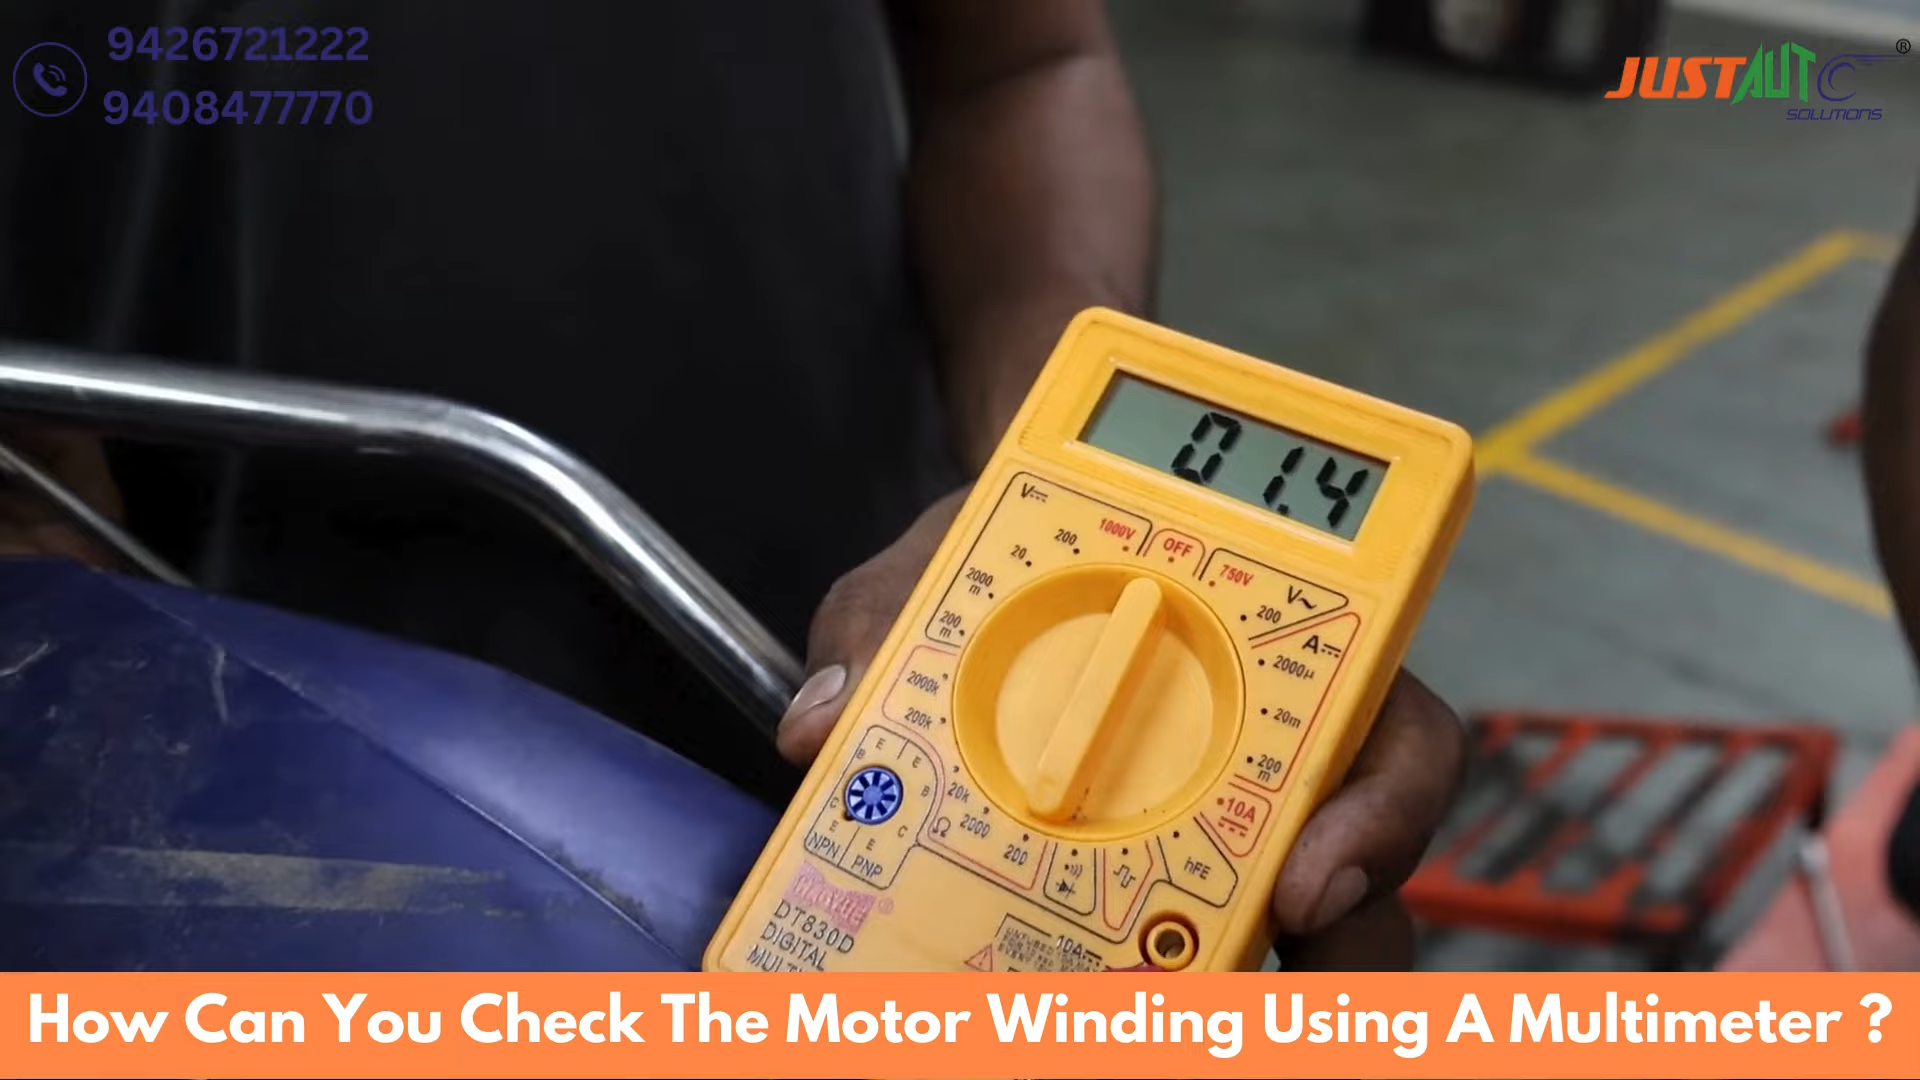 9426721222
9408477770
JUSTAUTO
®
SOLUTIONS
01.4
V⎓
1000V
OFF
750V
V~
200
20
2000
m
200
m
200
A⎓
2000µ
20m
200
m
10A
2000k
200k
20k
2000
200
Ω
hFE
E
B
E
B
C
C
E
E
NPN
PNP
®
DT830D
DIGITAL
10A⎓
How Can You Check The Motor Winding Using A Multimeter ?